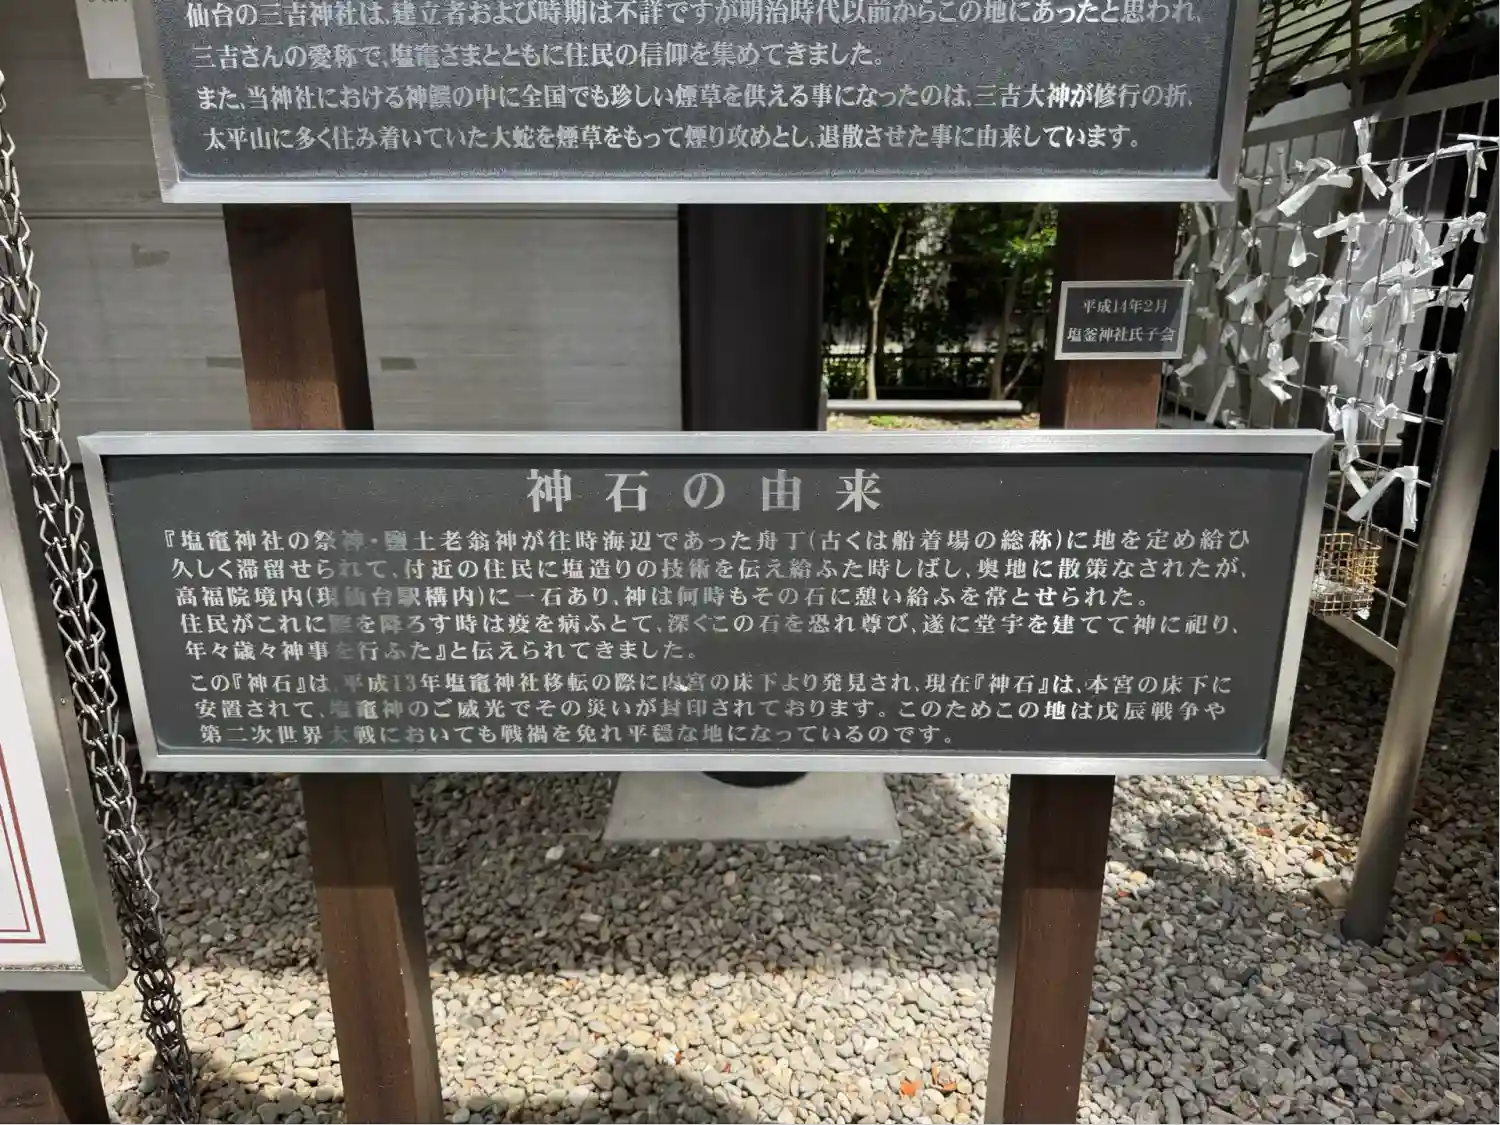 仙台の三吉神社は､建立者および時期は不詳ですが明治時代以前からこの地にあったと思われ､
三吉さんの愛称で､塩竈さまとともに住民の信仰を集めてきました。
また､当神社における神饌の中に全国でも珍しい煙草を供える事になったのは､三吉大神が修行の折､
太平山に多く住み着いていた大蛇を煙草をもって煙り攻めとし､退散させた事に由来しています。
平成14年2月
塩釜神社氏子会
神石の由来
『塩竈神社の祭神・鹽土老翁神が往時海辺であった舟丁(古くは船着場の総称)に地を定め給ひ
久しく滞留せられて､付近の住民に塩造りの技術を伝え給ふた時しばし､奥地に散策なされたが､
高福院境内(現仙台駅構内)に一石あり､神は何時もその石に憩い給ふを常とせられた。
住民がこれに腰を降ろす時は疫を病ふとて､深くこの石を恐れ尊び､遂に堂宇を建てて神に祀り､
年々歳々神事を行ふた』と伝えられてきました。
この『神石』は､平成13年塩竈神社移転の際に内宮の床下より発見され､現在『神石』は､本宮の床下に
安置されて､塩竈神のご威光でその災いが封印されております。このためこの地は戊辰戦争や
第二次世界大戦においても戦禍を免れ平穏な地になっているのです。